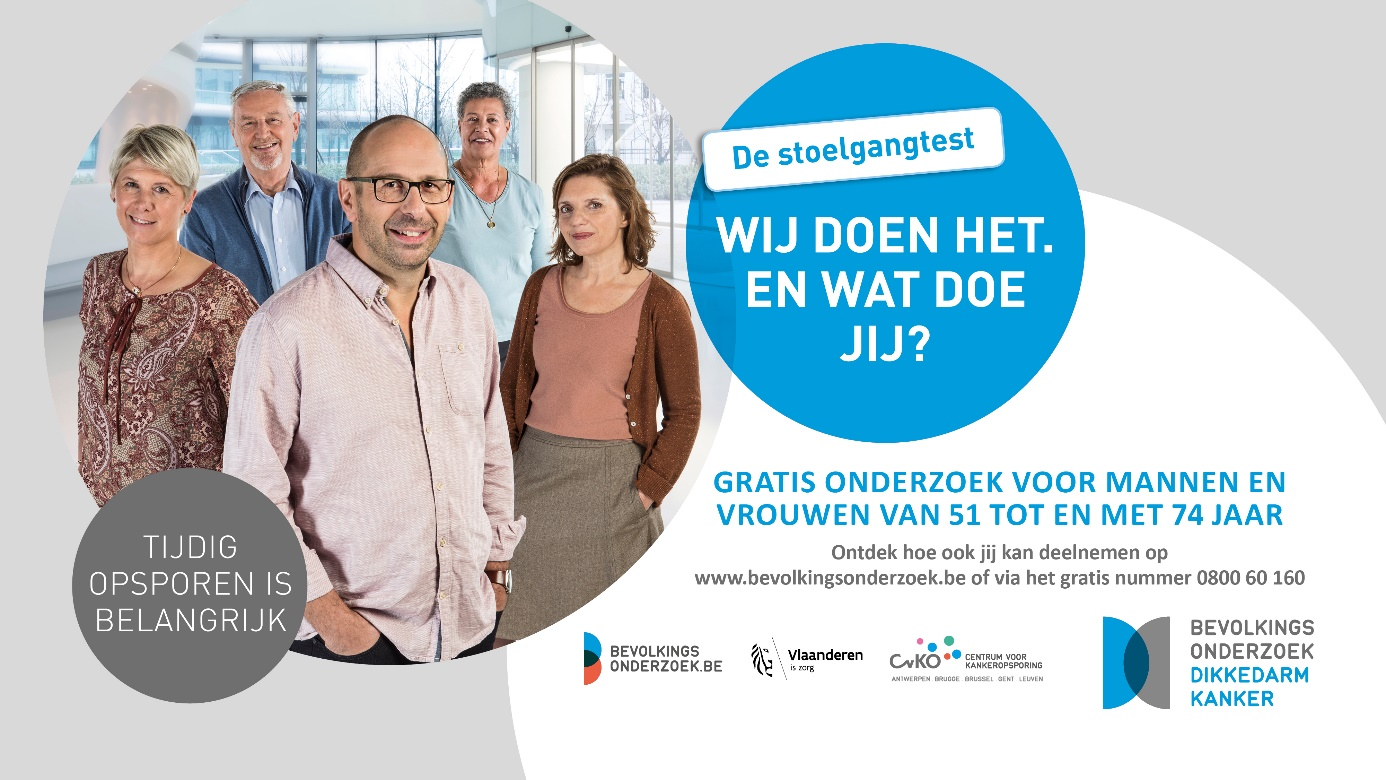 De stoelgangtest
WIJ DOEN HET.
EN WAT DOE
JIJ?
GRATIS ONDERZOEK VOOR MANNEN EN
VROUWEN VAN 51 TOT EN MET 74 JAAR
Ontdek hoe ook jij kan deelnemen op
www.bevolkingsonderzoek.be of via het gratis nummer 0800 60 160
TIJDIG
OPSPOREN IS
BELANGRIJK
BEVOLKINGS
ONDERZOEK.BE
Vlaanderen
is zorg
CvKO
CENTRUM VOOR
KANKEROPSPORING
ANTWERPEN . BRUGGE . BRUSSEL . GENT . LEUVEN
BEVOLKINGS
ONDERZOEK
DIKKEDARM
KANKER